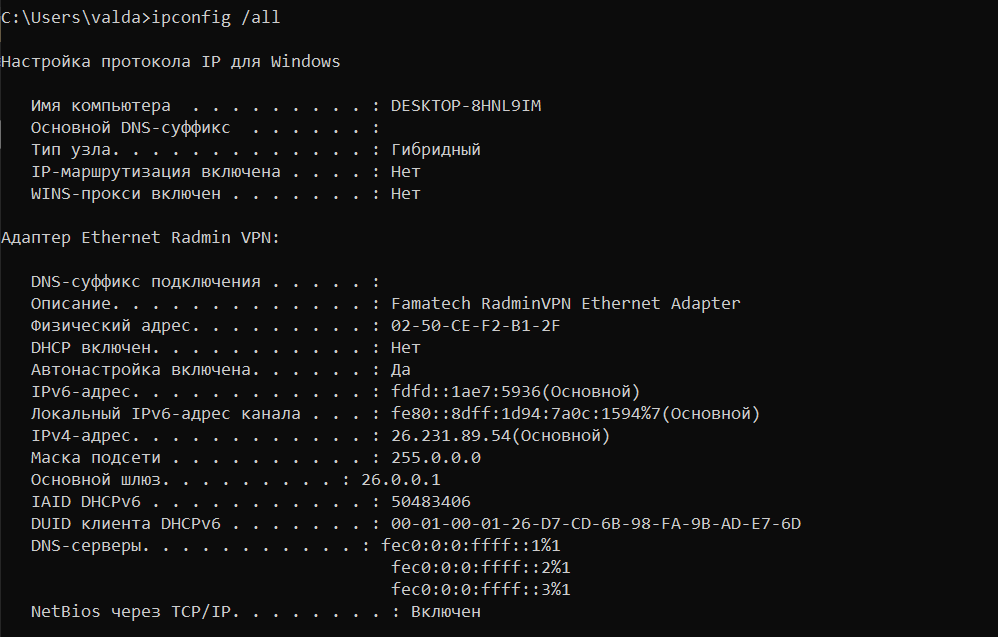 C:\Users\valda>ipconfig /all
Настройка протокола IP для Windows
Имя компьютера  . . . . . . . . . : DESKTOP-8HNL9IM
Основной DNS-суффикс  . . . . . . :
Тип узла. . . . . . . . . . . . . : Гибридный
IP-маршрутизация включена . . . . : Нет
WINS-прокси включен . . . . . . . : Нет
Адаптер Ethernet Radmin VPN:
DNS-суффикс подключения . . . . . :
Описание. . . . . . . . . . . . . : Famatech RadminVPN Ethernet Adapter
Физический адрес. . . . . . . . . : 02-50-CE-F2-B1-2F
DHCP включен. . . . . . . . . . . : Нет
Автонастройка включена. . . . . . : Да
IPv6-адрес. . . . . . . . . . . . : fdfd::1ae7:5936(Основной)
Локальный IPv6-адрес канала . . . : fe80::8dff:1d94:7a0c:1594%7(Основной)
IPv4-адрес. . . . . . . . . . . . : 26.231.89.54(Основной)
Маска подсети . . . . . . . . . . : 255.0.0.0
Основной шлюз. . . . . . . . . : 26.0.0.1
IAID DHCPv6 . . . . . . . . . . . : 50483406
DUID клиента DHCPv6 . . . . . . . : 00-01-00-01-26-D7-CD-6B-98-FA-9B-AD-E7-6D
DNS-серверы. . . . . . . . . . . : fec0:0:0:ffff::1%1
fec0:0:0:ffff::2%1
fec0:0:0:ffff::3%1
NetBios через TCP/IP. . . . . . . . : Включен